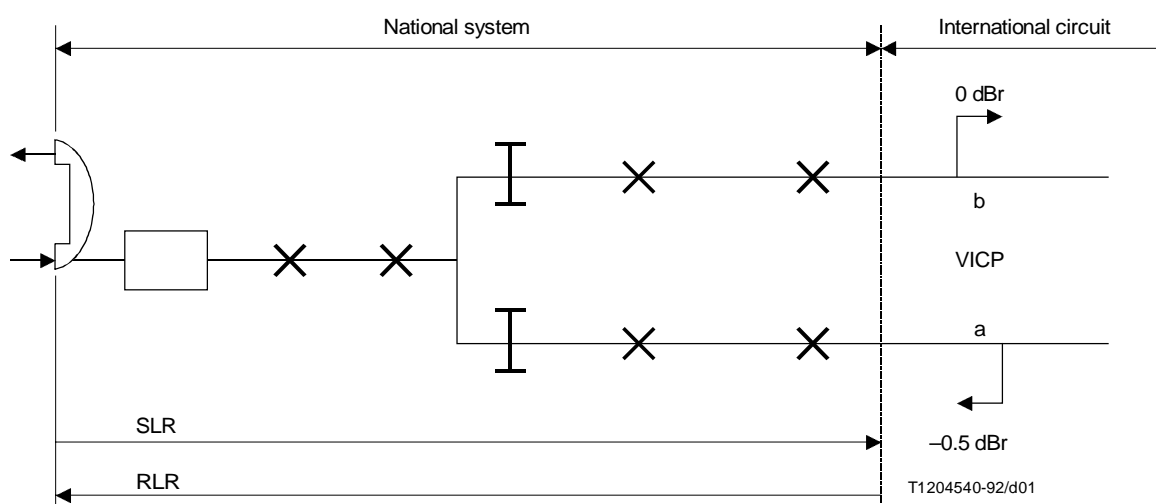 National system
International circuit
0 dBr
b
VICP
a
–0.5 dBr
SLR
RLR
T1204540-92/d01